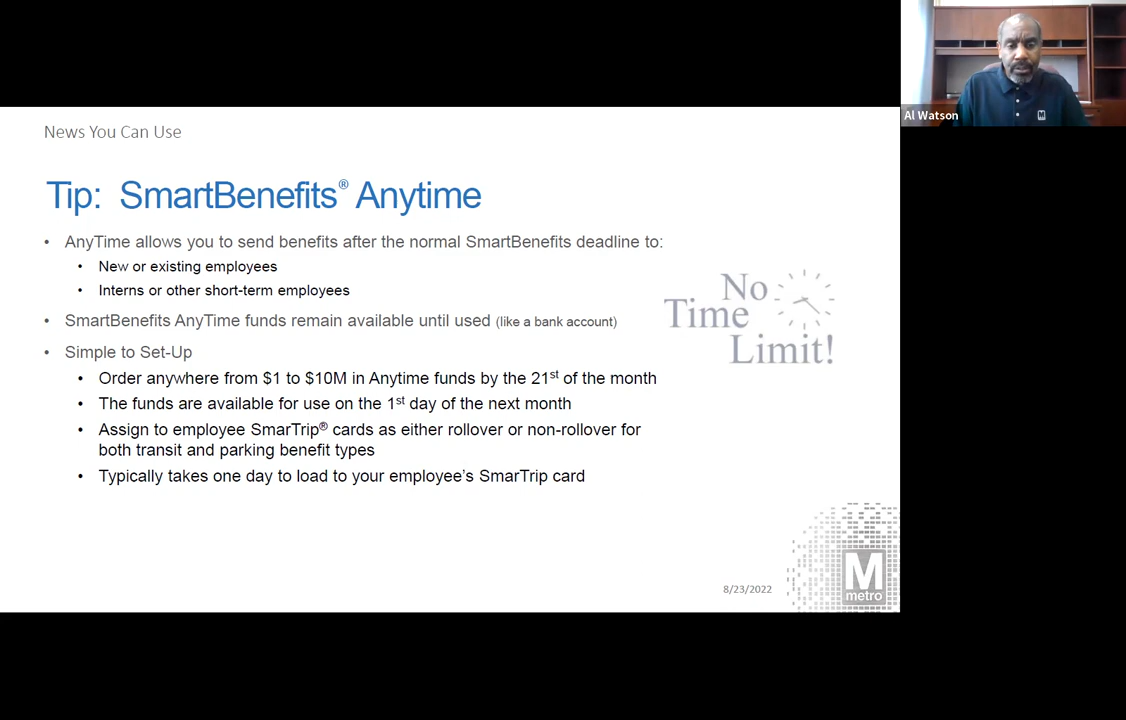 News You Can Use
Tip: SmartBenefits® Anytime
• AnyTime allows you to send benefits after the normal SmartBenefits deadline to:
• New or existing employees
• Interns or other short-term employees
• SmartBenefits AnyTime funds remain available until used (like a bank account)
• Simple to Set-Up
• Order anywhere from $1 to $10M in Anytime funds by the 21st of the month
• The funds are available for use on the 1st day of the next month
• Assign to employee SmarTrip® cards as either rollover or non-rollover for
both transit and parking benefit types
• Typically takes one day to load to your employee's SmarTrip card
No
Time
Limit!
8/23/2022
M
metro
Al Watson
M